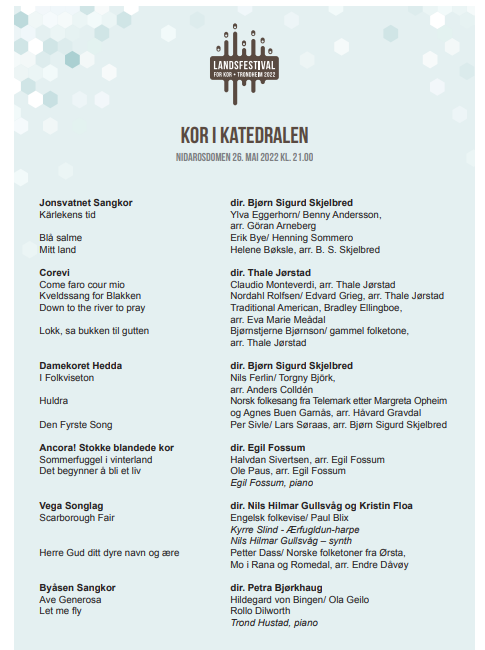 LANDSFESTIVAL
FOR KOR • TRONDHEIM 2022
KOR I KATEDRALEN
NIDAROSDOMEN 26. MAI 2022 KL. 21.00
Jonsvatnet Sangkor dir. Bjørn Sigurd Skjelbred
Kärlekens tid Ylva Eggerhorn/ Benny Andersson,
arr. Göran Arneberg
Blå salme Erik Bye/ Henning Sommero
Mitt land Helene Bøksle, arr. B. S. Skjelbred
Corevi dir. Thale Jørstad
Come faro cour mio Claudio Monteverdi, arr. Thale Jørstad
Kveldssang for Blakken Nordahl Rolfsen/ Edvard Grieg, arr. Thale Jørstad
Down to the river to pray Traditional American, Bradley Ellingboe,
arr. Eva Marie Meådal
Lokk, sa bukken til gutten Bjørnstjerne Bjørnson/ gammel folketone,
arr. Thale Jørstad
Damekoret Hedda dir. Bjørn Sigurd Skjelbred
I Folkviseton Nils Ferlin/ Torgny Björk,
arr. Anders Colldén
Huldra Norsk folkesang fra Telemark etter Margreta Opheim
og Agnes Buen Garnås, arr. Håvard Gravdal
Den Fyrste Song Per Sivle/ Lars Søraas, arr. Bjørn Sigurd Skjelbred
Ancora! Stokke blandede kor dir. Egil Fossum
Sommerfuggel i vinterland Halvdan Sivertsen, arr. Egil Fossum
Det begynner å bli et liv Ole Paus, arr. Egil Fossum
Egil Fossum, piano
Vega Songlag dir. Nils Hilmar Gullsvåg og Kristin Floa
Scarborough Fair Engelsk folkevise/ Paul Blix
Kyrre Slind - Ærfugldun-harpe
Nils Hilmar Gullsvåg – synth
Herre Gud ditt dyre navn og ære Petter Dass/ Norske folketoner fra Ørsta,
Mo i Rana og Romedal, arr. Endre Dåvøy
Byåsen Sangkor dir. Petra Bjørkhaug
Ave Generosa Hildegard von Bingen/ Ola Geilo
Let me fly Rollo Dilworth
Trond Hustad, piano